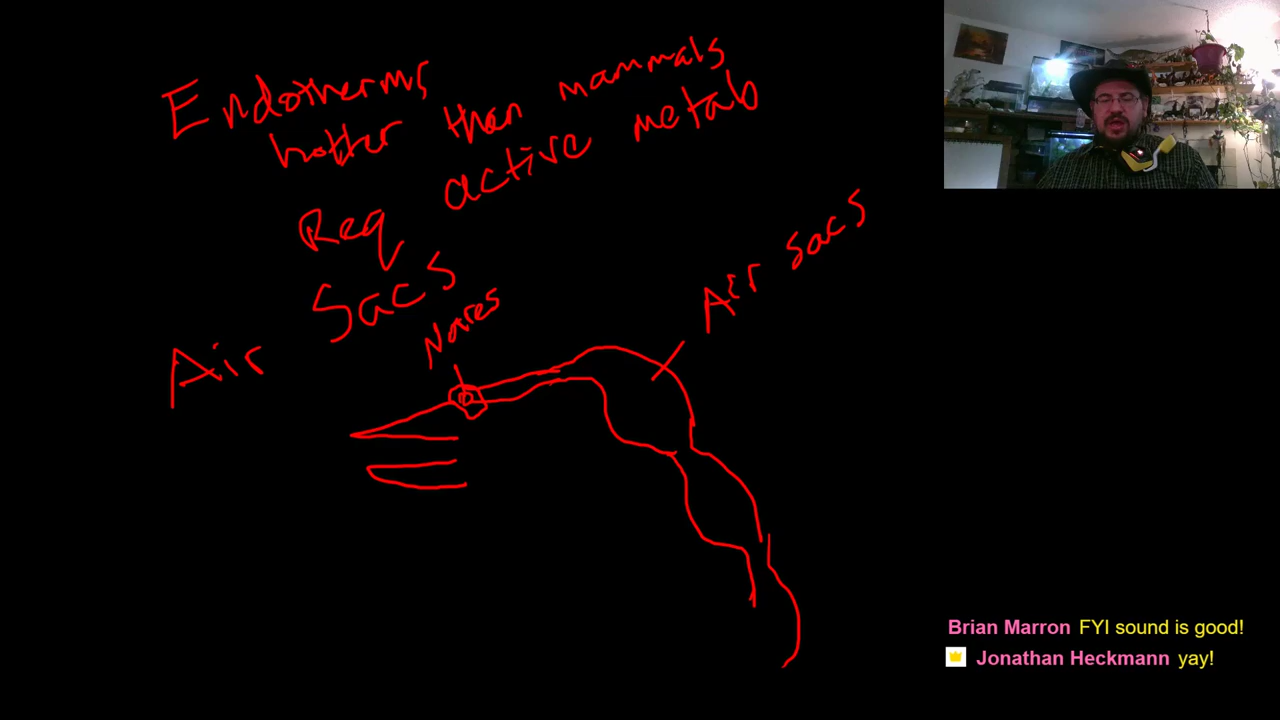 Endotherms
hotter than mammals
Req active metab
Air Sacs
Nares
Air sacs
Brian Marron FYI sound is good!
Jonathan Heckmann yay!